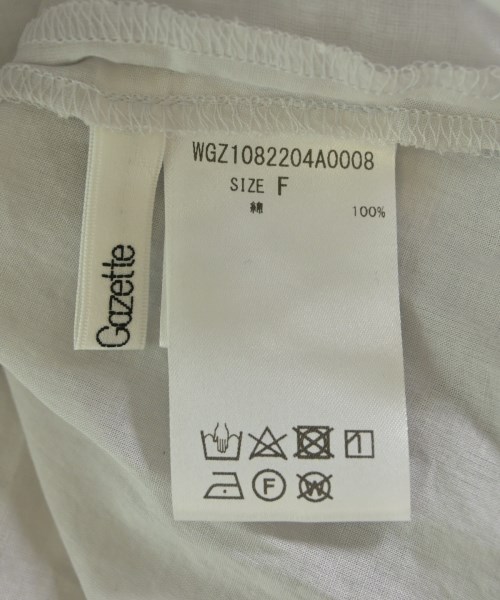 Gazette
WGZ1082204A0008
SIZE F
綿 100%
F
W